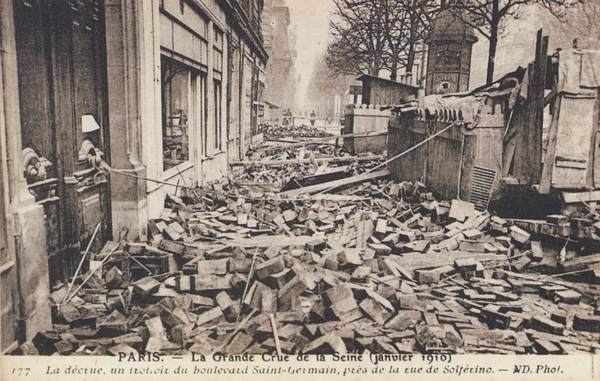 PARIS. - La Grande Crue de la Seine (janvier 1910)
177 La décrue, un trottoir du boulevard Saint-Germain, près de la rue de Solférino. - ND. Phot.